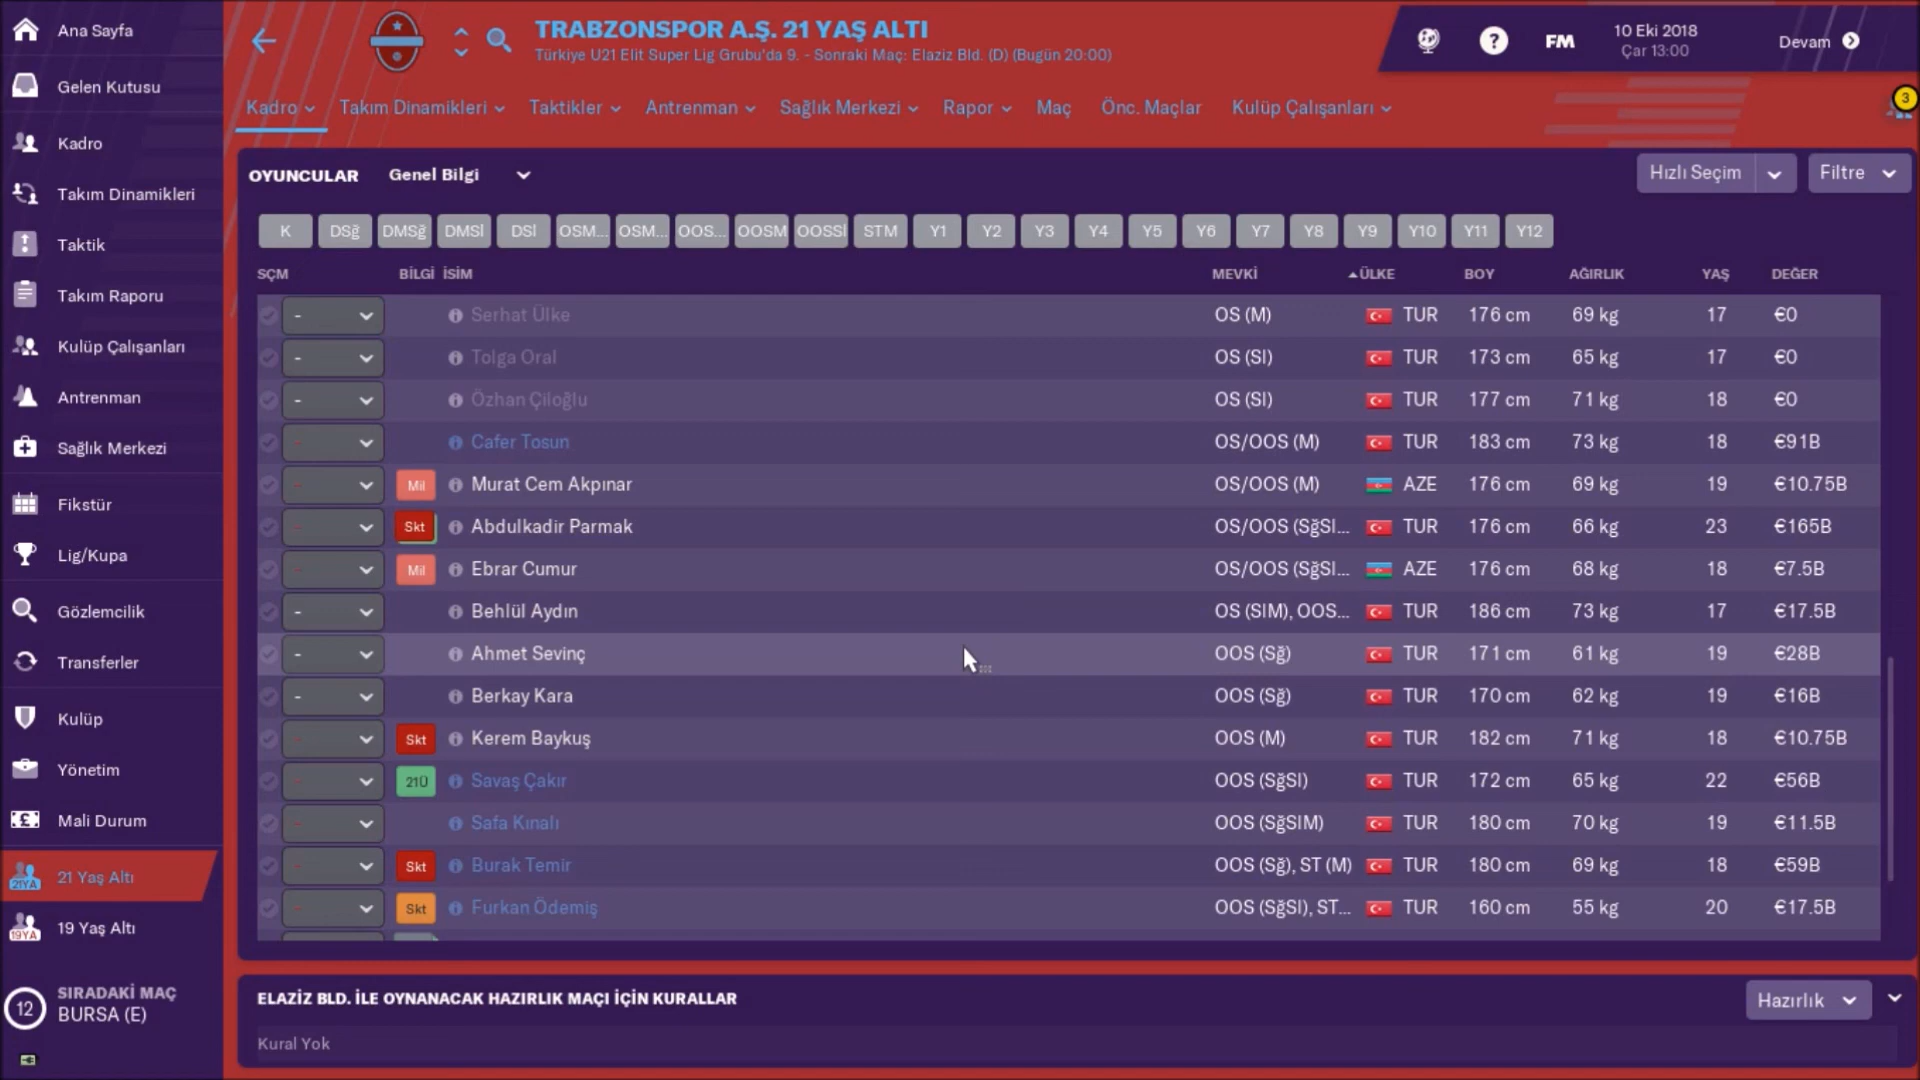 Ana Sayfa
Gelen Kutusu
Kadro
Takım Dinamikleri
Taktik
Takım Raporu
Kulüp Çalışanları
Antrenman
Sağlık Merkezi
Fikstür
Lig/Kupa
Gözlemcilik
Transferler
Kulüp
Yönetim
Mali Durum
21YA 21 Yaş Altı
19YA 19 Yaş Altı
12 SIRADAKİ MAÇ
BURSA (E)
TRABZONSPOR A.Ş. 21 YAŞ ALTI
Türkiye U21 Elit Super Lig Grubu'da 9. - Sonraki Maç: Elaziz Bld. (D) (Bugün 20:00)
? FM 10 Eki 2018
Çar 13:00
Devam
3
Kadro Takım Dinamikleri Taktikler Antrenman Sağlık Merkezi Rapor Maç Önc. Maçlar Kulüp Çalışanları
OYUNCULAR Genel Bilgi Hızlı Seçim Filtre
K DSğ DMSğ DMSl DSl OSM... OSM... OOS... OOSM OOSSl STM Y1 Y2 Y3 Y4 Y5 Y6 Y7 Y8 Y9 Y10 Y11 Y12
SÇM BİLGİ İSİM MEVKİ ÜLKE BOY AĞIRLIK YAŞ DEĞER
- Serhat Ülke OS (M) TUR 176 cm 69 kg 17 €0
- Tolga Oral OS (Sl) TUR 173 cm 65 kg 17 €0
- Özhan Çiloğlu OS (Sl) TUR 177 cm 71 kg 18 €0
- Cafer Tosun OS/OOS (M) TUR 183 cm 73 kg 18 €91B
- Mil Murat Cem Akpınar OS/OOS (M) AZE 176 cm 69 kg 19 €10.75B
- Skt Abdulkadir Parmak OS/OOS (SğSl... TUR 176 cm 66 kg 23 €165B
- Mil Ebrar Cumur OS/OOS (SğSl... AZE 176 cm 68 kg 18 €7.5B
- Behlül Aydın OS (SlM), OOS... TUR 186 cm 73 kg 17 €17.5B
- Ahmet Sevinç OOS (Sğ) TUR 171 cm 61 kg 19 €28B
- Berkay Kara OOS (Sğ) TUR 170 cm 62 kg 19 €16B
- Skt Kerem Baykuş OOS (M) TUR 182 cm 71 kg 18 €10.75B
- 21Ü Savaş Çakır OOS (SğSl) TUR 172 cm 65 kg 22 €56B
- Safa Kınalı OOS (SğSlM) TUR 180 cm 70 kg 19 €11.5B
- Skt Burak Temir OOS (Sğ), ST (M) TUR 180 cm 69 kg 18 €59B
- Skt Furkan Ödemiş OOS (SğSl), ST... TUR 160 cm 55 kg 20 €17.5B
ELAZİZ BLD. İLE OYNANACAK HAZIRLIK MAÇI İÇİN KURALLAR Hazırlık
Kural Yok